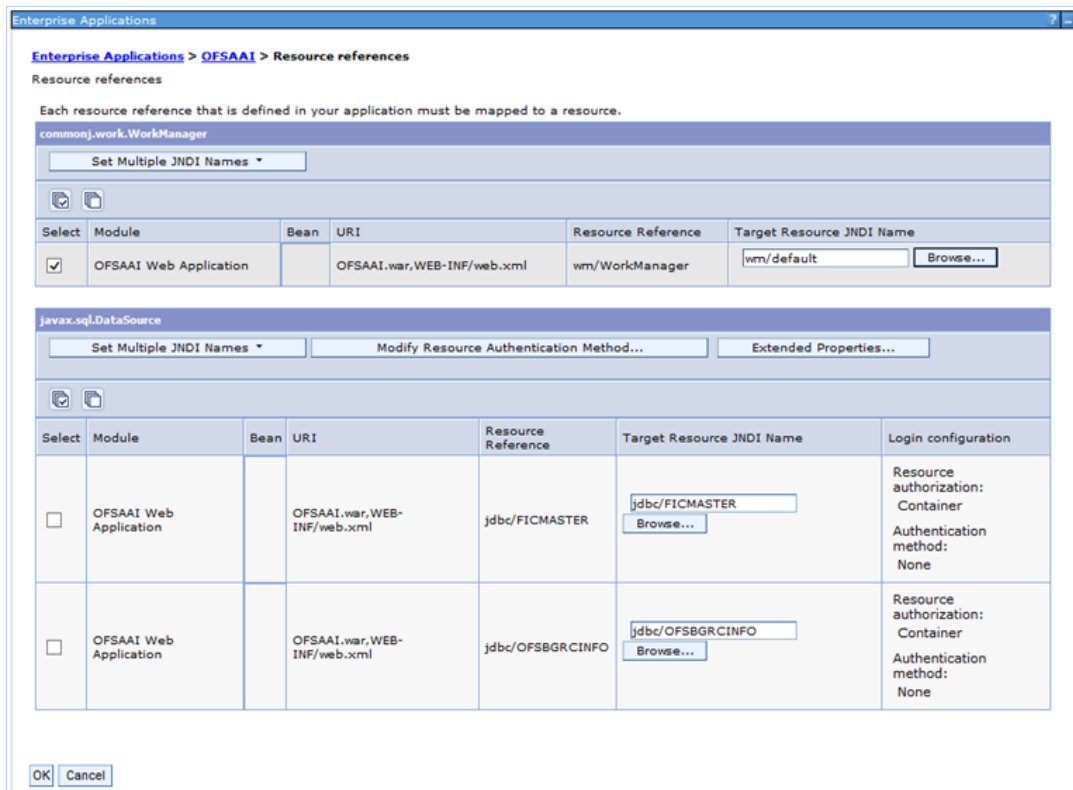 Enterprise Applications ? –
Enterprise Applications > OFSAAI > Resource references
Resource references
Each resource reference that is defined in your application must be mapped to a resource.
commonj.work.WorkManager
Set Multiple JNDI Names
Select Module Bean URI Resource Reference Target Resource JNDI Name
OFSAAI Web Application OFSAAI.war,WEB-INF/web.xml wm/WorkManager wm/default Browse...
javax.sql.DataSource
Set Multiple JNDI Names Modify Resource Authentication Method... Extended Properties...
Select Module Bean URI Resource Reference Target Resource JNDI Name Login configuration
OFSAAI Web
Application
OFSAAI.war,WEB-
INF/web.xml
jdbc/FICMASTER
jdbc/FICMASTER
Browse...
Resource
authorization:
Container
Authentication
method:
None
OFSAAI Web
Application
OFSAAI.war,WEB-
INF/web.xml
jdbc/OFSBGRCINFO
jdbc/OFSBGRCINFO
Browse...
Resource
authorization:
Container
Authentication
method:
None
OK Cancel